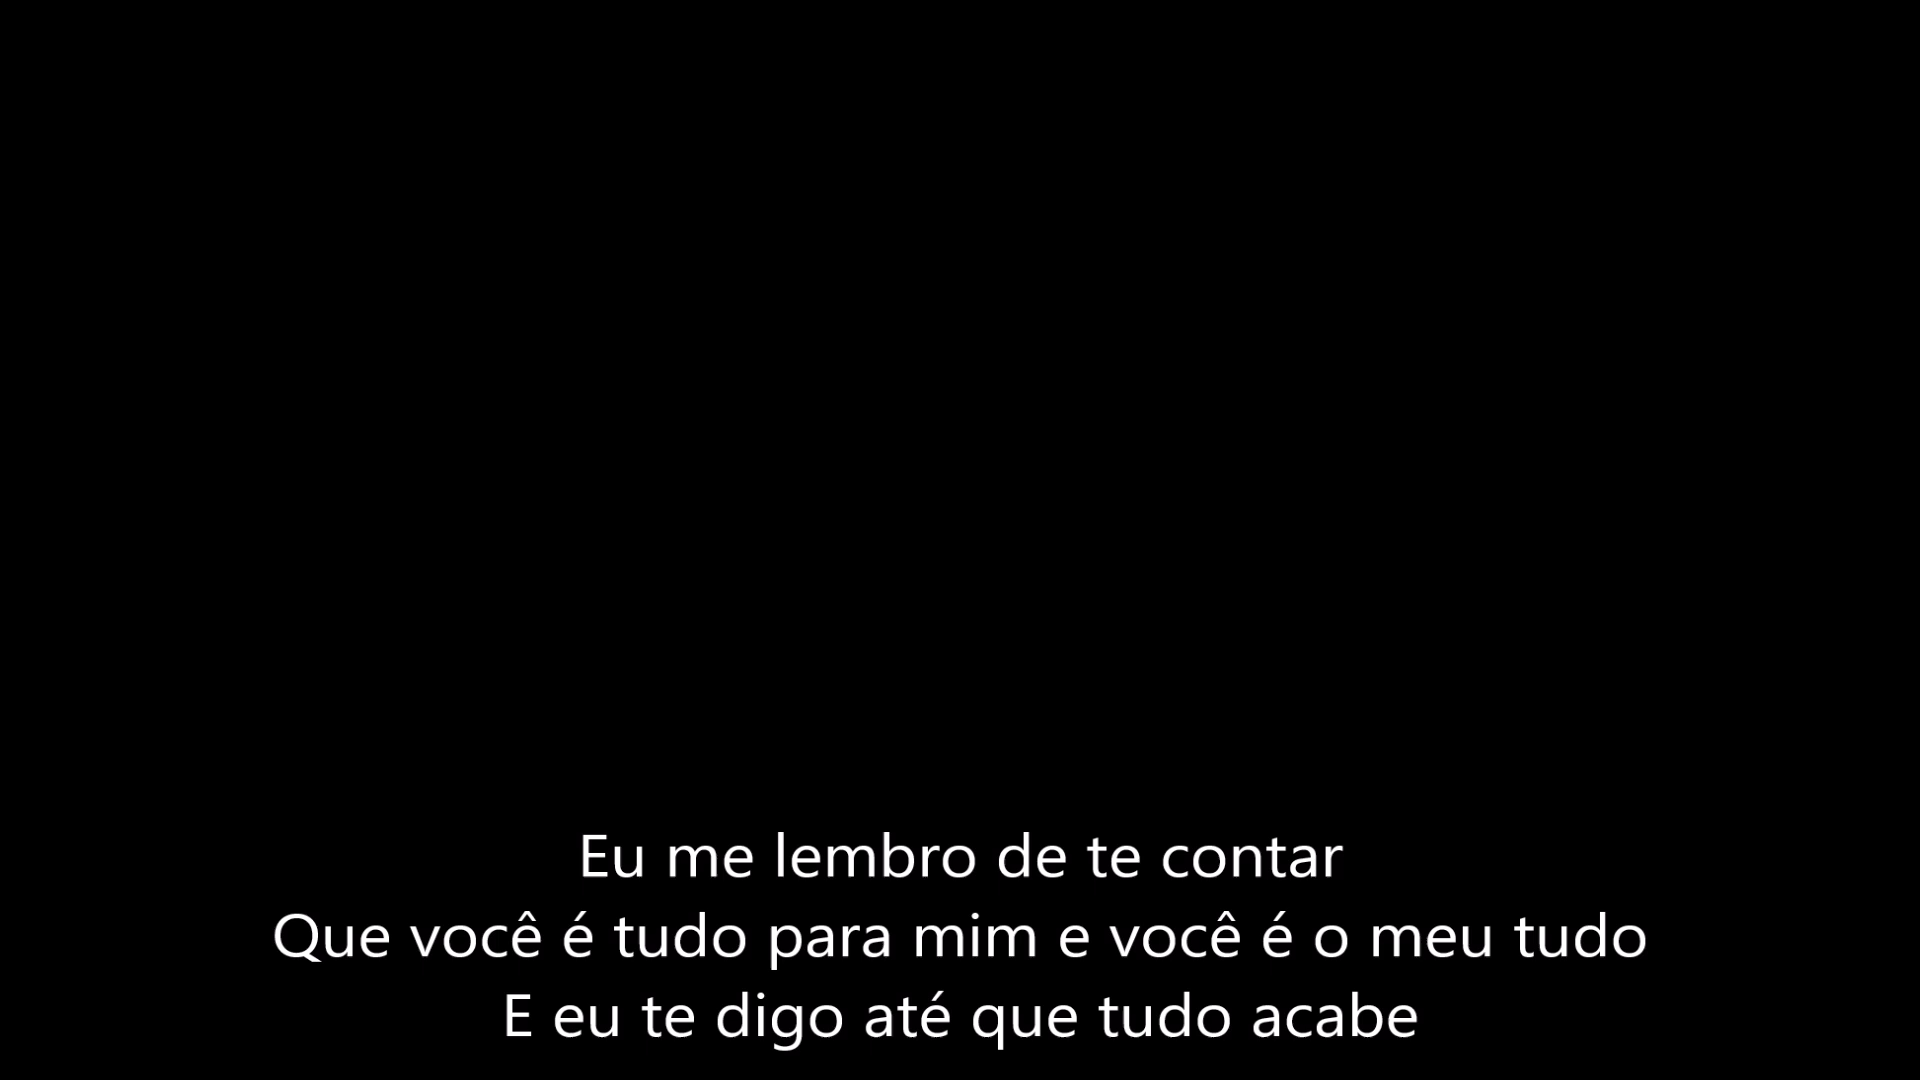 Eu me lembro de te contar
Que você é tudo para mim e você é o meu tudo
E eu te digo até que tudo acabe